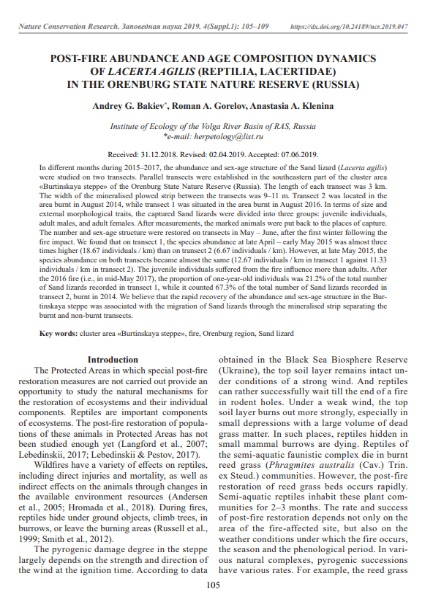 Nature Conservation Research. Заповедная наука 2019. 4(Suppl.1): 105–109
https://dx.doi.org/10.24189/ncr.2019.047
POST-FIRE ABUNDANCE AND AGE COMPOSITION DYNAMICS
OF LACERTA AGILIS (REPTILIA, LACERTIDAE)
IN THE ORENBURG STATE NATURE RESERVE (RUSSIA)
Andrey G. Bakiev*, Roman A. Gorelov, Anastasia A. Klenina
Institute of Ecology of the Volga River Basin of RAS, Russia
*e-mail: herpetology@list.ru
Received: 31.12.2018. Revised: 02.04.2019. Accepted: 07.06.2019.
In different months during 2015–2017, the abundance and sex-age structure of the Sand lizard (Lacerta agilis)
were studied on two transects. Parallel transects were established in the southeastern part of the cluster area
«Burtinskaya steppe» of the Orenburg State Nature Reserve (Russia). The length of each transect was 3 km.
The width of the mineralised plowed strip between the transects was 9–11 m. Transect 2 was located in the
area burnt in August 2014, while transect 1 was situated in the area burnt in August 2016. In terms of size and
external morphological traits, the captured Sand lizards were divided into three groups: juvenile individuals,
adult males, and adult females. After measurements, the marked animals were put back to the places of capture.
The number and sex-age structure were restored on transects in May – June, after the first winter following the
fire impact. We found that on transect 1, the species abundance at late April – early May 2015 was almost three
times higher (18.67 individuals / km) than on transect 2 (6.67 individuals / km). However, at late May 2015, the
species abundance on both transects became almost the same (12.67 individuals / km in transect 1 against 11.33
individuals / km in transect 2). The juvenile individuals suffered from the fire influence more than adults. After
the 2016 fire (i.e., in mid-May 2017), the proportion of one-year-old individuals was 21.2% of the total number
of Sand lizards recorded in transect 1, while it counted 67.3% of the total number of Sand lizards recorded in
transect 2, burnt in 2014. We believe that the rapid recovery of the abundance and sex-age structure in the Bur-
tinskaya steppe was associated with the migration of Sand lizards through the mineralised strip separating the
burnt and non-burnt transects.
Key words: cluster area «Burtinskaya steppe», fire, Orenburg region, Sand lizard
Introduction
The Protected Areas in which special post-fire
restoration measures are not carried out provide an
opportunity to study the natural mechanisms for
the restoration of ecosystems and their individual
components. Reptiles are important components
of ecosystems. The post-fire restoration of popula-
tions of these animals in Protected Areas has not
been studied enough yet (Langford et al., 2007;
Lebedinskii, 2017; Lebedinskii & Pestov, 2017).
Wildfires have a variety of effects on reptiles,
including direct injuries and mortality, as well as
indirect effects on the animals through changes in
the available environment resources (Andersen
et al., 2005; Hromada et al., 2018). During fires,
reptiles hide under ground objects, climb trees, in
burrows, or leave the burning areas (Russell et al.,
1999; Smith et al., 2012).
The pyrogenic damage degree in the steppe
largely depends on the strength and direction of
the wind at the ignition time. According to data
obtained in the Black Sea Biosphere Reserve
(Ukraine), the top soil layer remains intact un-
der conditions of a strong wind. And reptiles
can rather successfully wait till the end of a fire
in rodent holes. Under a weak wind, the top
soil layer burns out more strongly, especially in
small depressions with a large volume of dead
grass matter. In such places, reptiles hidden in
small mammal burrows are dying. Reptiles of
the semi-aquatic faunistic complex die in burnt
reed grass (Phragmites australis (Cav.) Trin.
ex Steud.) communities. However, the post-fire
restoration of reed grass beds occurs rapidly.
Semi-aquatic reptiles inhabit these plant com-
munities for 2–3 months. The rate and success
of post-fire restoration depends not only on the
area of the fire-affected site, but also on the
weather conditions under which the fire occurs,
the season and the phenological period. In vari-
ous natural complexes, pyrogenic successions
have various rates. For example, the reed grass
105